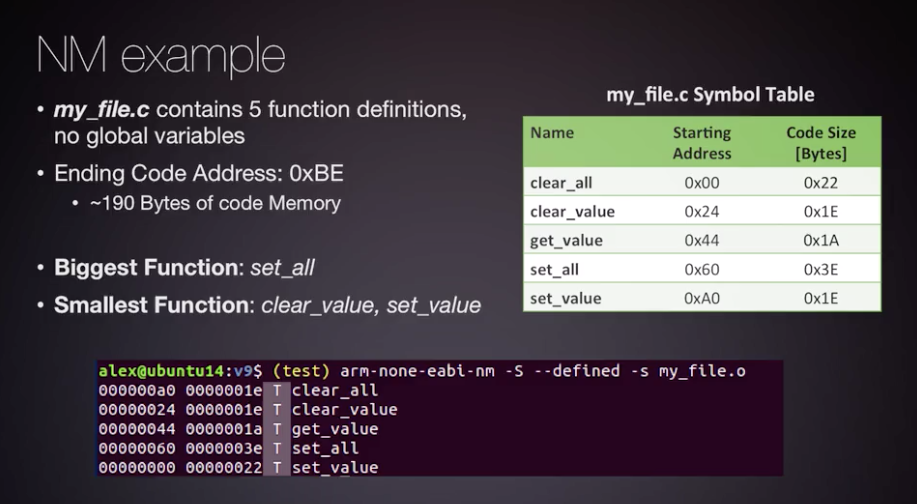 NM example
• my_file.c contains 5 function definitions,
no global variables
• Ending Code Address: 0xBE
• ~190 Bytes of code Memory
• Biggest Function: set_all
• Smallest Function: clear_value, set_value
my_file.c Symbol Table
Name Starting Address Code Size [Bytes]
clear_all 0x00 0x22
clear_value 0x24 0x1E
get_value 0x44 0x1A
set_all 0x60 0x3E
set_value 0xA0 0x1E
alex@ubuntu14:v9$ (test) arm-none-eabi-nm -S --defined -s my_file.o
000000a0 0000001e T clear_all
00000024 0000001e T clear_value
00000044 0000001a T get_value
00000060 0000003e T set_all
00000000 00000022 T set_value